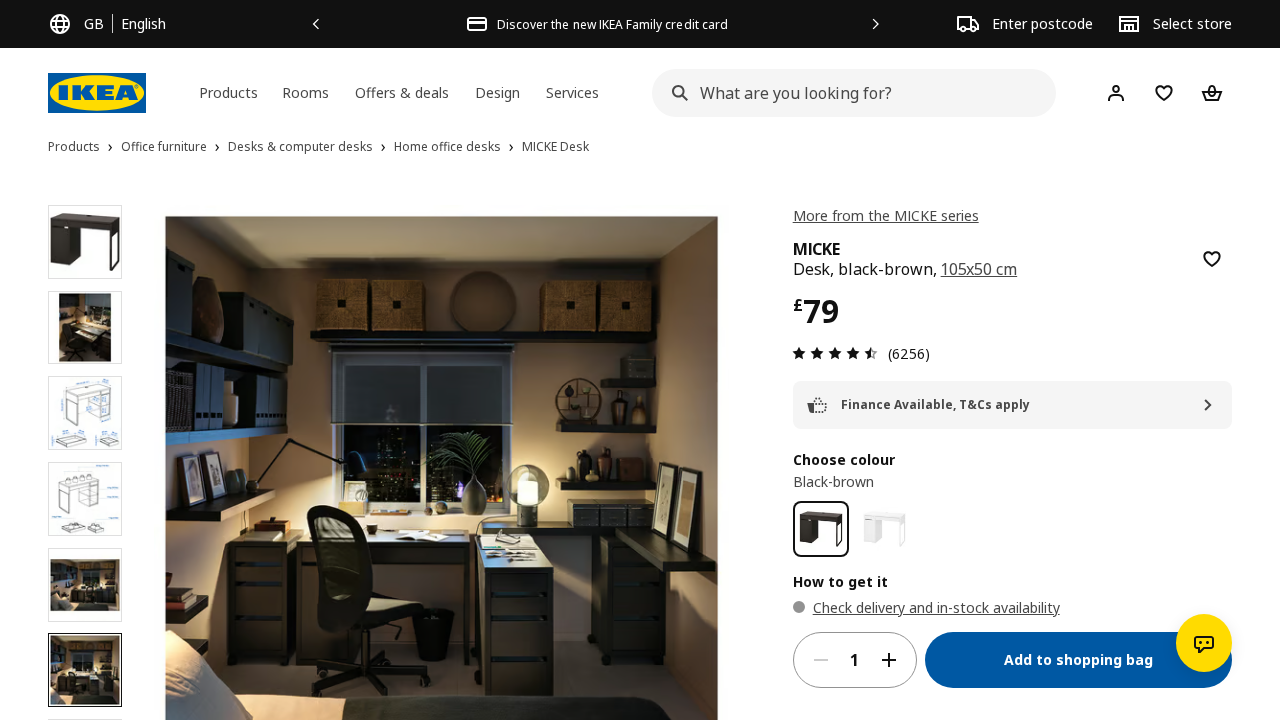 GB
English
Discover the new IKEA Family credit card
Enter postcode
Select store
IKEA
Products
Rooms
Offers & deals
Design
Services
What are you looking for?
Products › Office furniture › Desks & computer desks › Home office desks › MICKE Desk
More from the MICKE series
MICKE
Desk, black-brown, 105x50 cm
£79
(6256)
Finance Available, T&Cs apply
Choose colour
Black-brown
How to get it
Check delivery and in-stock availability
1
Add to shopping bag